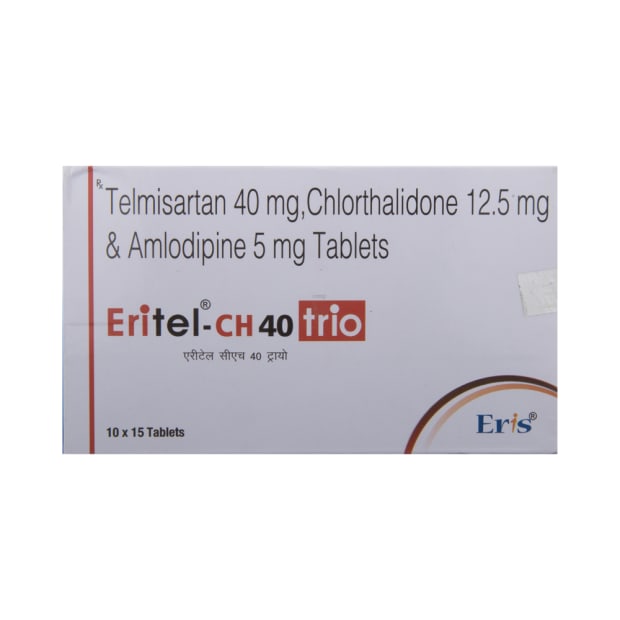 Rx
Telmisartan 40 mg,Chlorthalidone 12.5 mg
& Amlodipine 5 mg Tablets
Eritel®-CH 40 trio
एरीटेल सीएच 40 ट्रायो
10 x 15 Tablets
Eris®